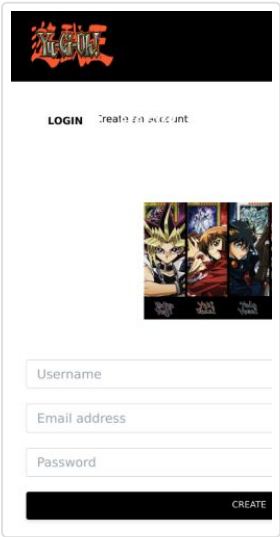 Yu-Gi-Oh!
LOGIN Create an account
Username
Email address
Password
CREATE